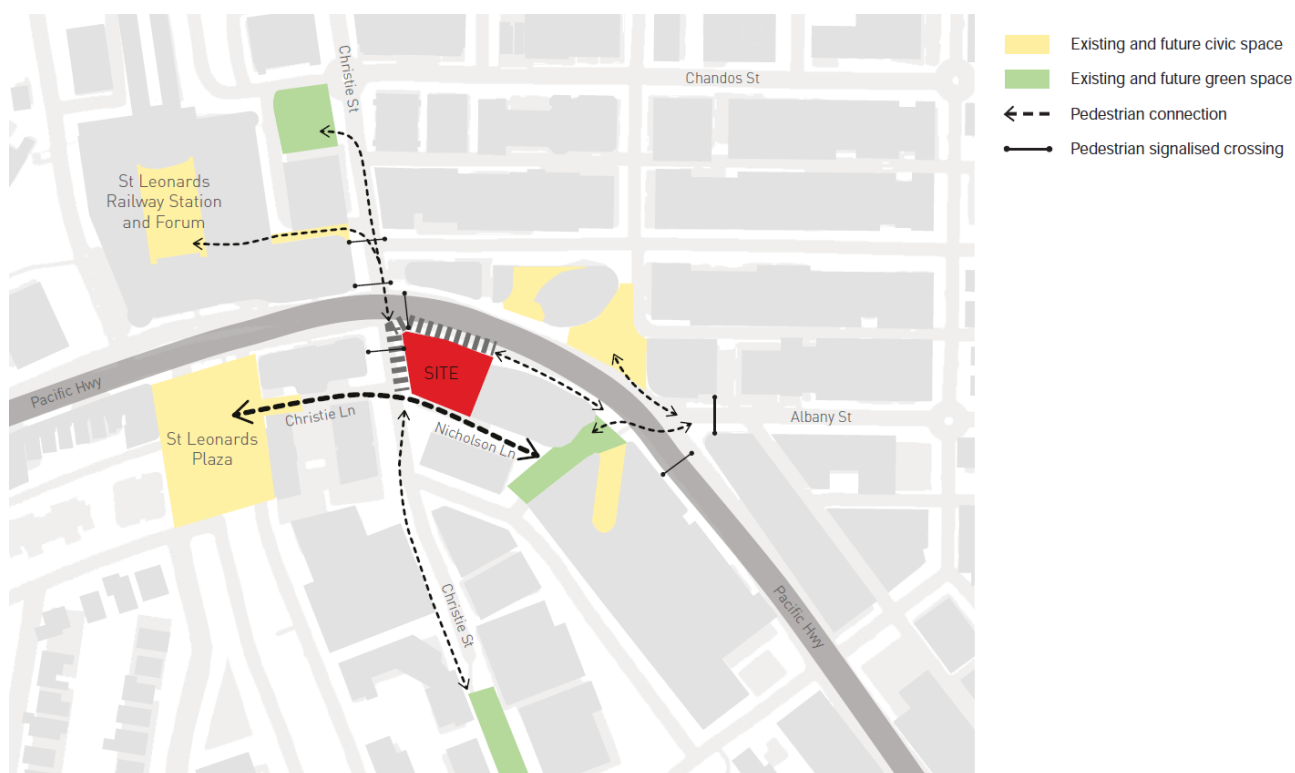 Christie St
Chandos St
St Leonards
Railway Station
and Forum
Pacific Hwy
SITE
Christie Ln
Nicholson Ln
Albany St
St Leonards
Plaza
Christie St
Pacific Hwy
Existing and future civic space
Existing and future green space
Pedestrian connection
Pedestrian signalised crossing